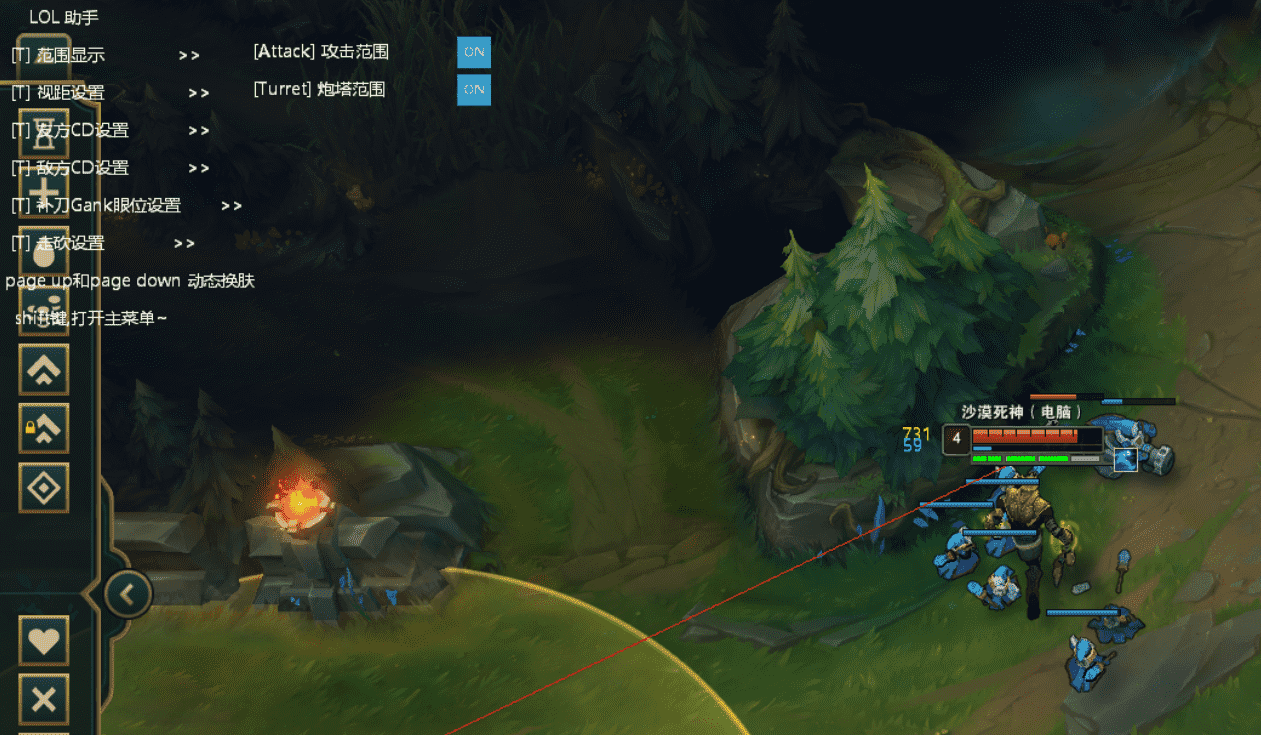 LOL 助手
[T] 范围显示 >> [Attack] 攻击范围 ON
[T] 视距设置 >> [Turret] 炮塔范围 ON
[T] 友方CD设置 >>
[T] 敌方CD设置 >>
[T] 补刀Gank眼位设置 >>
[T] 走砍设置 >>
page up和page down 动态换肤
shift键,打开主菜单~
沙漠死神（电脑）
731
59
4